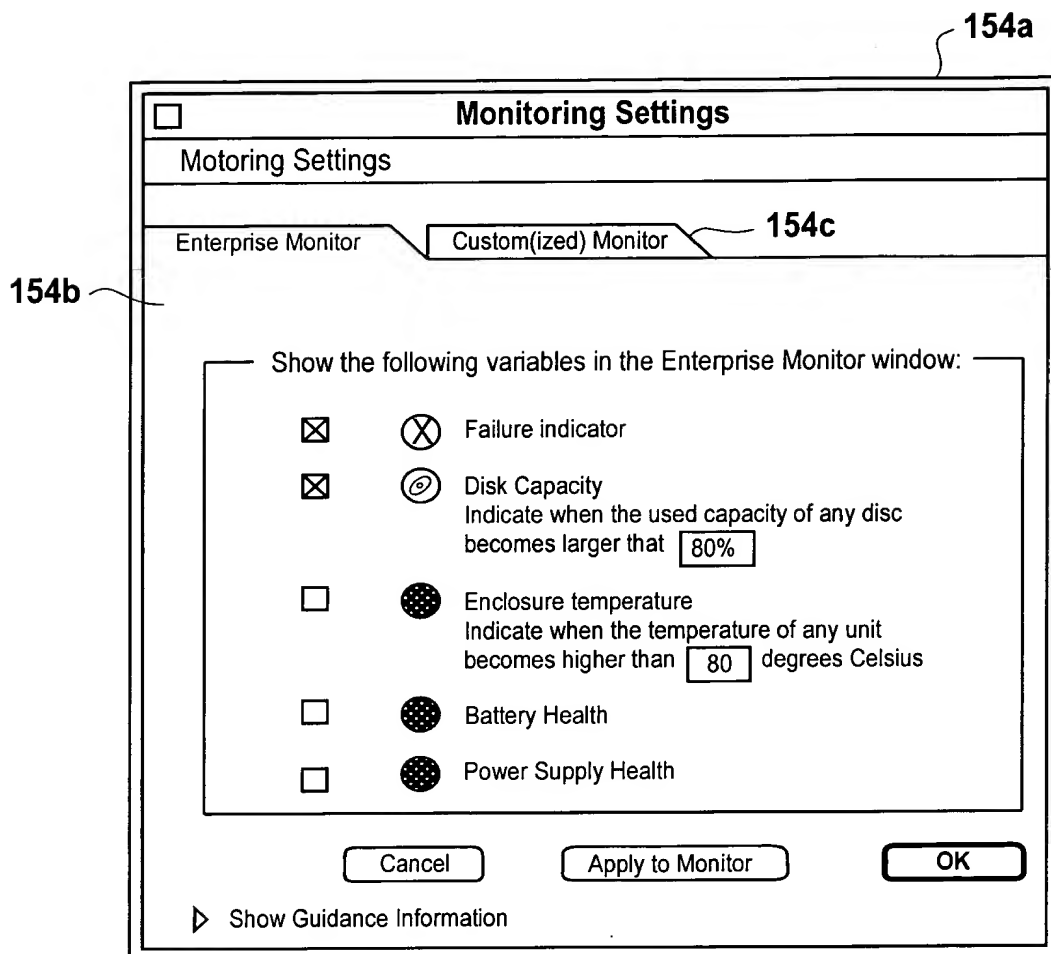 154a
Monitoring Settings
Motoring Settings
Enterprise Monitor
Custom(ized) Monitor
154c
154b
Show the following variables in the Enterprise Monitor window:
Failure indicator
Disk Capacity
Indicate when the used capacity of any disc
becomes larger that 80%
Enclosure temperature
Indicate when the temperature of any unit
becomes higher than 80 degrees Celsius
Battery Health
Power Supply Health
Cancel
Apply to Monitor
OK
Show Guidance Information